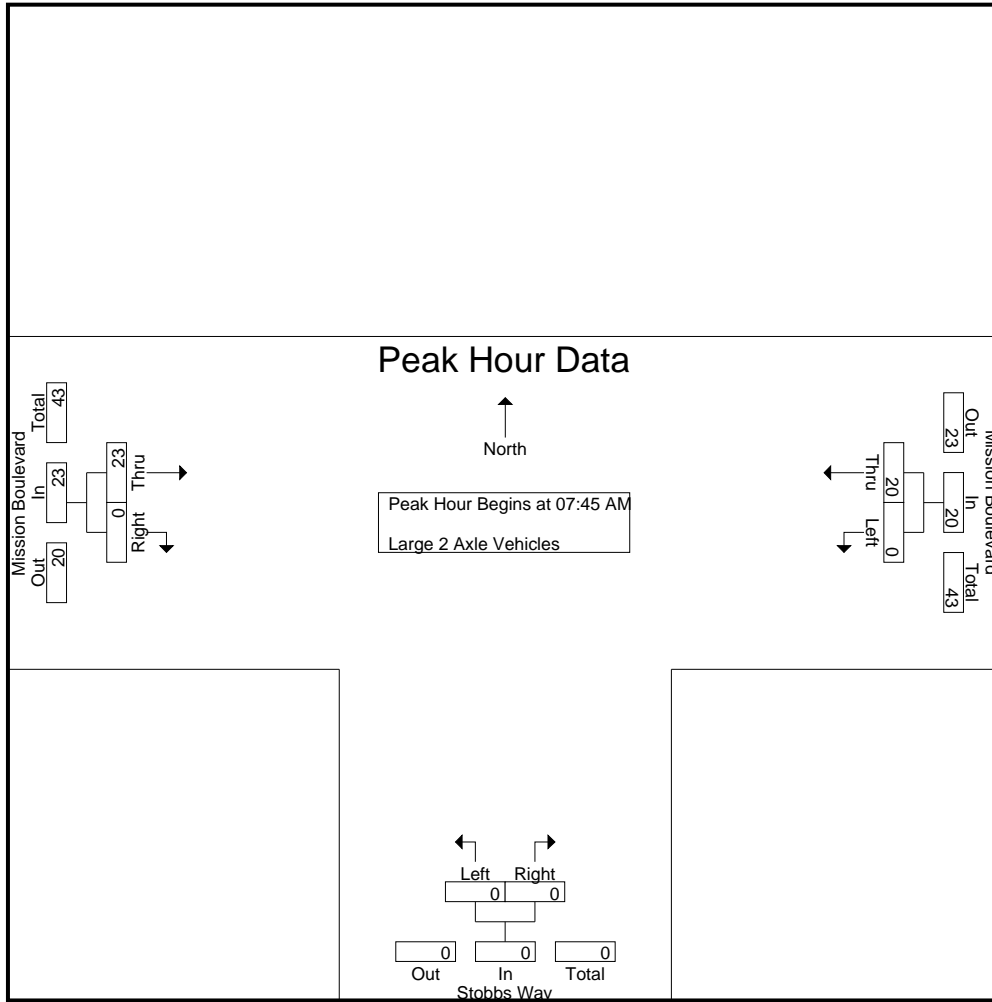 Peak Hour Data
North
Peak Hour Begins at 07:45 AM
Large 2 Axle Vehicles
Mission Boulevard
Out In Total
20 23 43
Right Thru
0 23
Mission Boulevard
Out In Total
23 20 43
Thru Left
20 0
Left Right
0 0
0 0 0
Out In Total
Stobbs Way